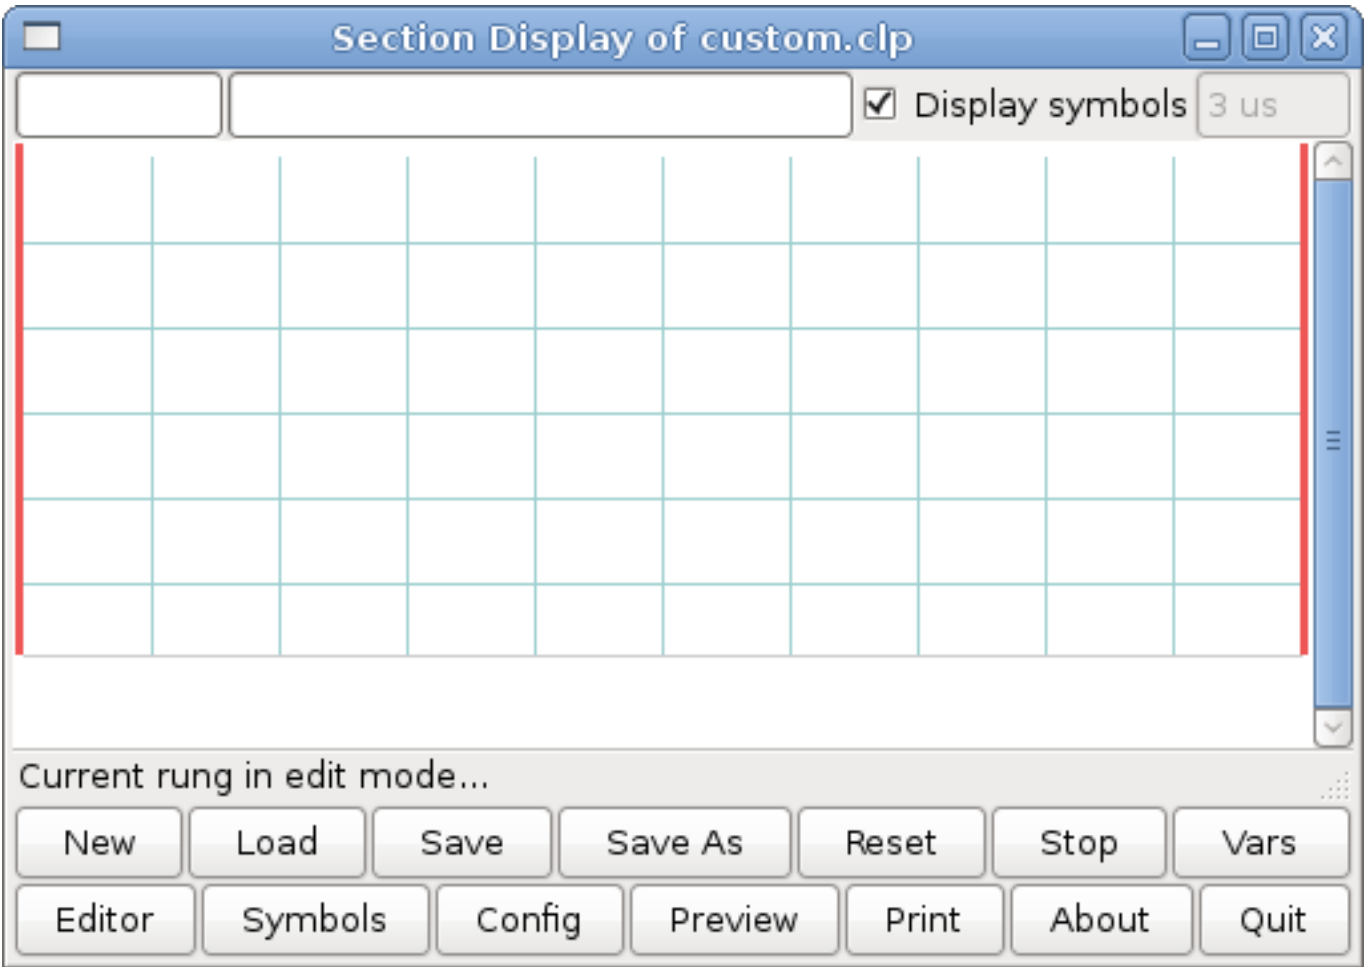 Section Display of custom.clp
Display symbols 3 us
Current rung in edit mode...
New Load Save Save As Reset Stop Vars
Editor Symbols Config Preview Print About Quit